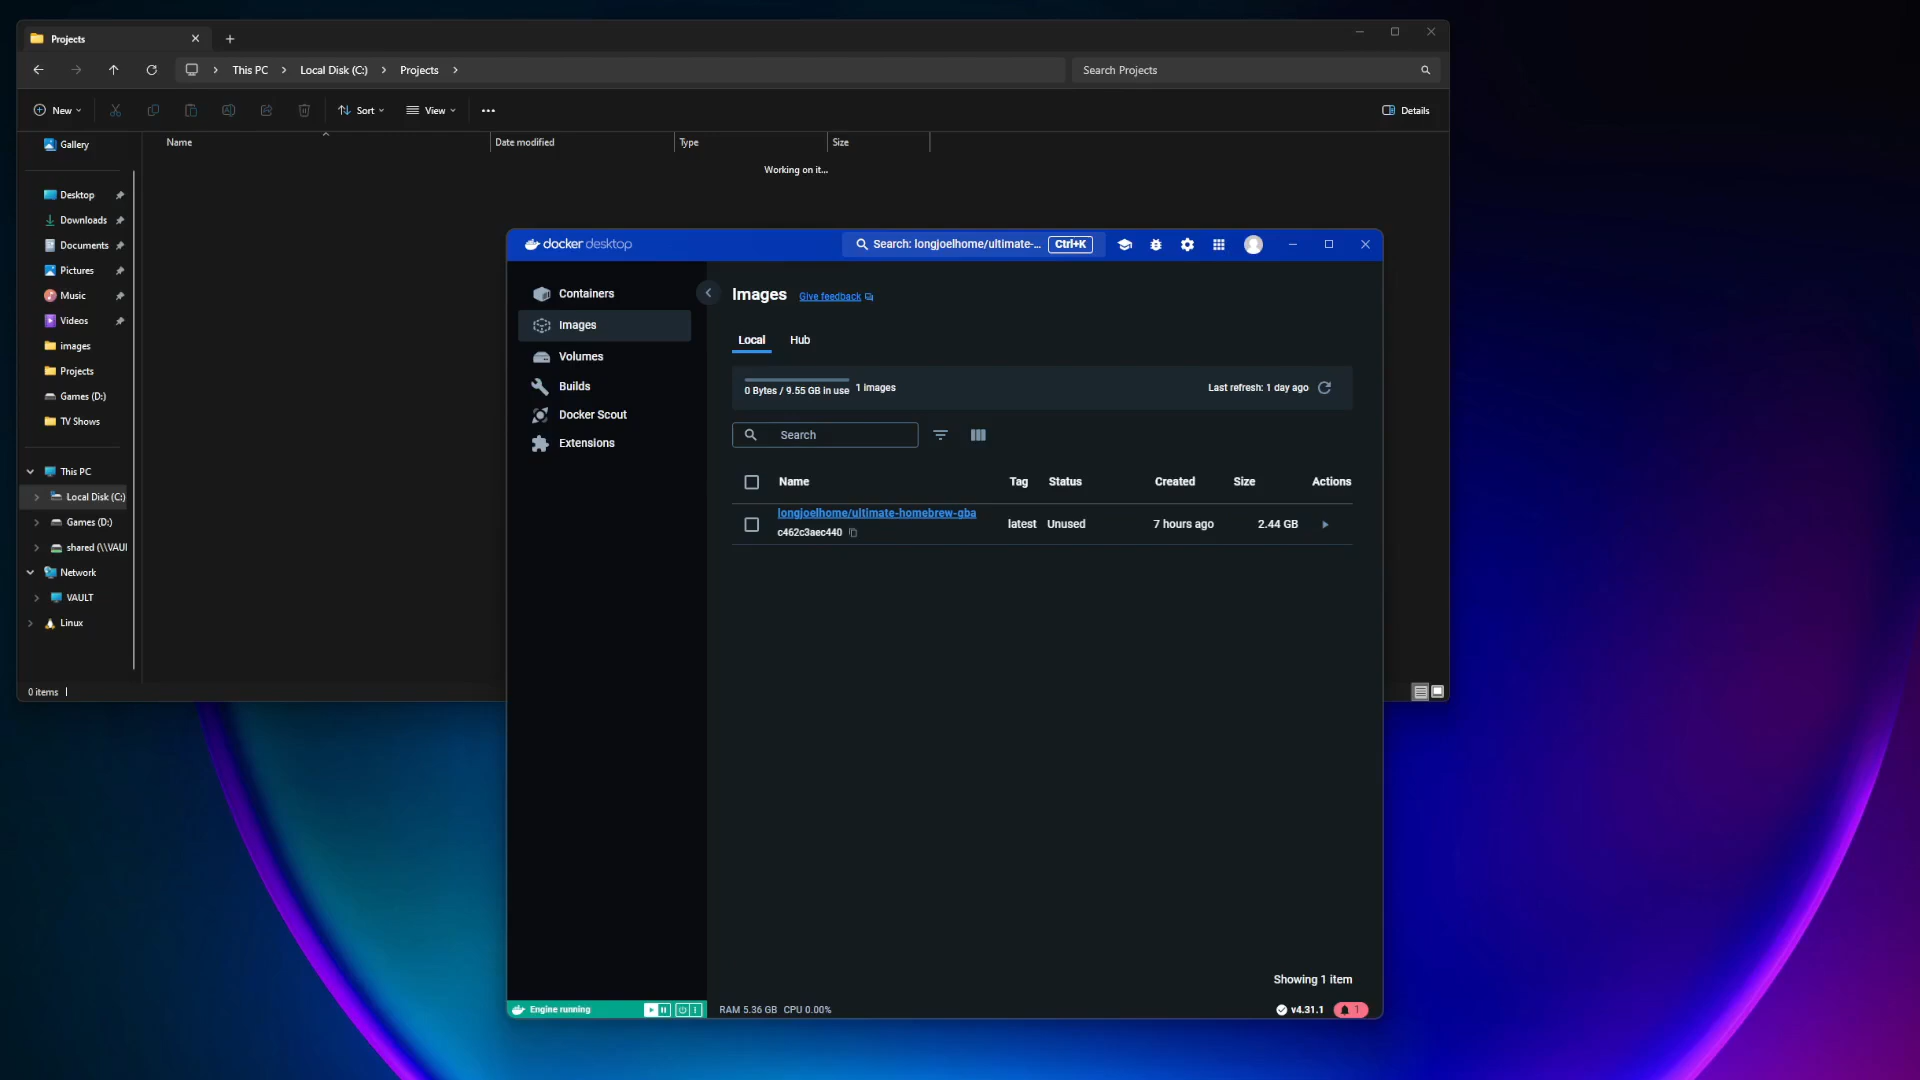 Projects
This PC
Local Disk (C:)
Projects
Search Projects
New
Sort
View
Details
Name
Date modified
Type
Size
Working on it...
Gallery
Desktop
Downloads
Documents
Pictures
Music
Videos
images
Projects
Games (D:)
TV Shows
This PC
Local Disk (C:)
Games (D:)
shared (\\VAUL
Network
VAULT
Linux
0 items
docker desktop
Search: longjoelhome/ultimate-...
Ctrl+K
Containers
Images
Volumes
Builds
Docker Scout
Extensions
Images
Give feedback
Local
Hub
0 Bytes / 9.55 GB in use
1 images
Last refresh: 1 day ago
Search
Name
Tag
Status
Created
Size
Actions
longjoelhome/ultimate-homebrew-gba
c462c3aec440
latest
Unused
7 hours ago
2.44 GB
Showing 1 item
Engine running
RAM 5.36 GB CPU 0.00%
v4.31.1
1